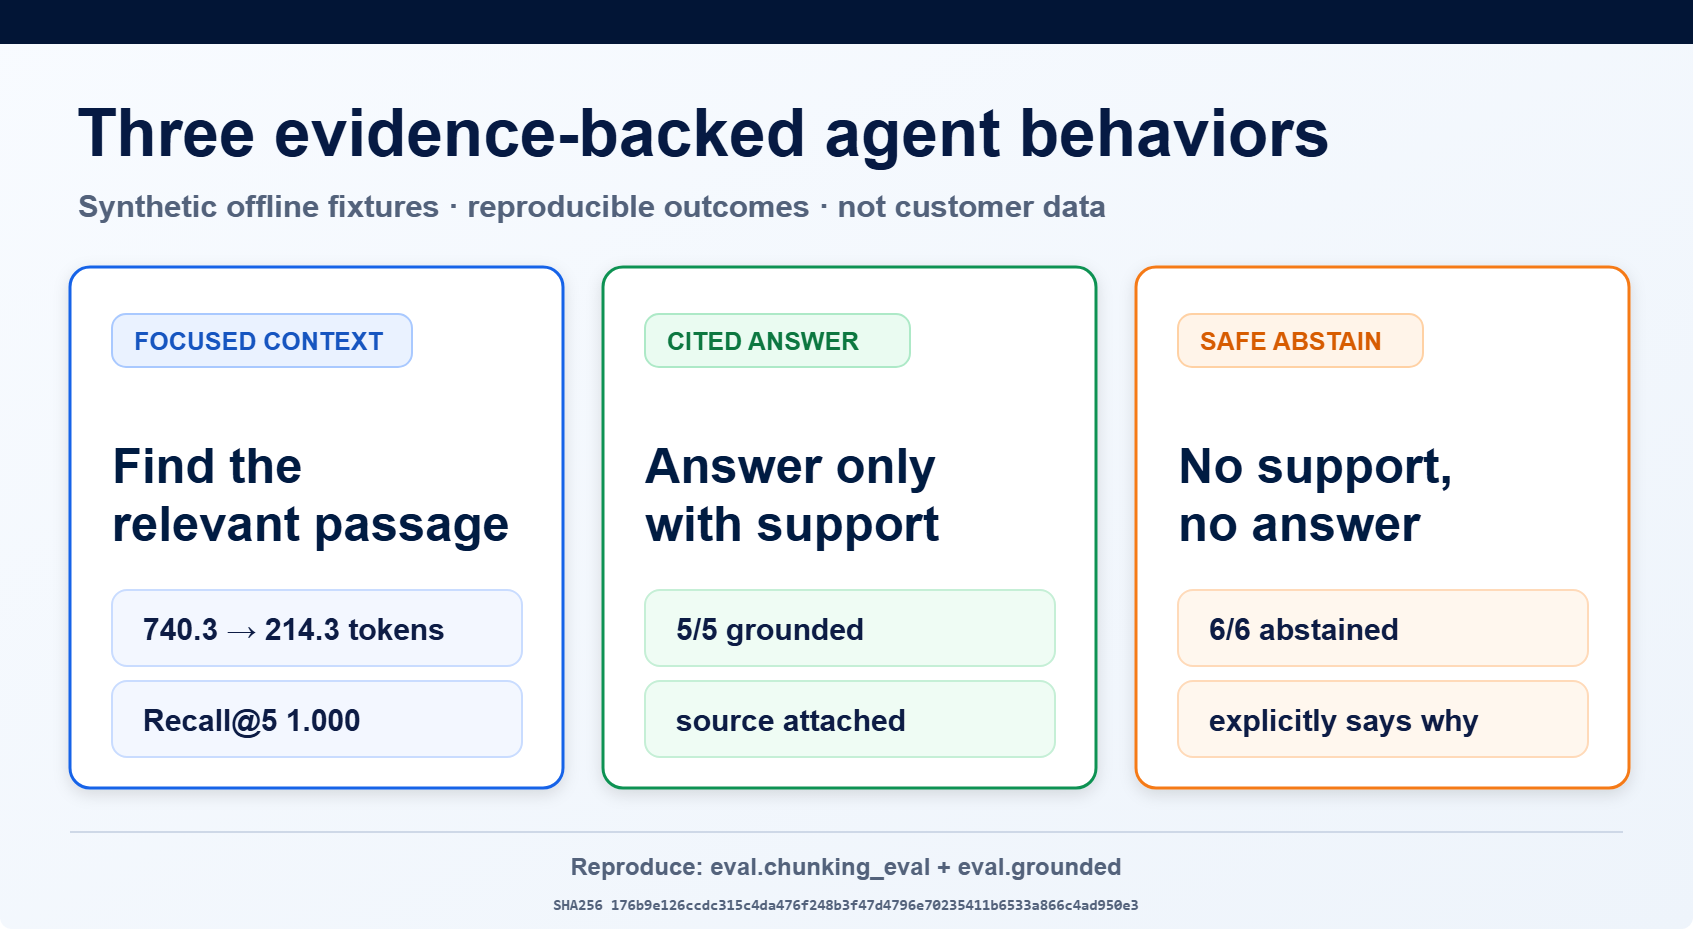 Three evidence-backed agent behaviors
Synthetic offline fixtures · reproducible outcomes · not customer data
FOCUSED CONTEXT
Find the
relevant passage
740.3 → 214.3 tokens
Recall@5 1.000
CITED ANSWER
Answer only
with support
5/5 grounded
source attached
SAFE ABSTAIN
No support,
no answer
6/6 abstained
explicitly says why
Reproduce: eval.chunking_eval + eval.grounded
SHA256 176b9e126ccdc315c4da476f248b3f47d4796e70235411b6533a866c4ad950e3